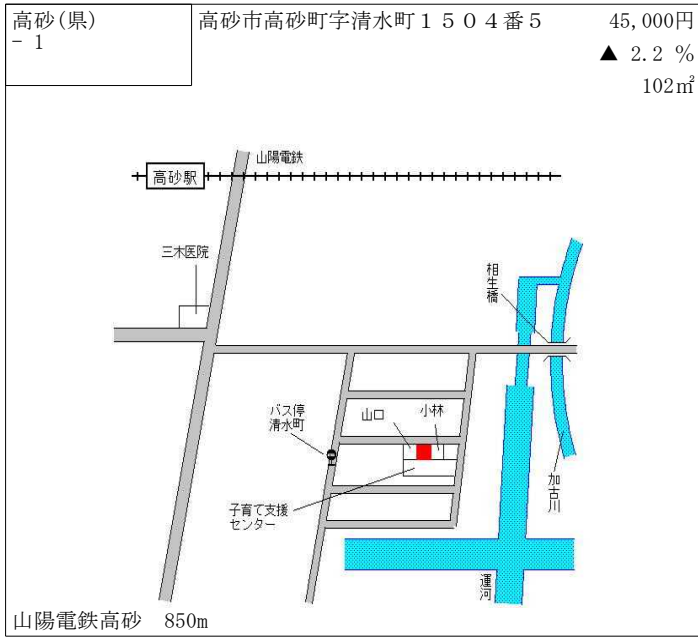 高砂(県)
－ 1
高砂市高砂町字清水町１５０４番５
45,000円
▲ 2.2 %
102㎡
山陽電鉄
高砂駅
三木医院
相生橋
バス停
清水町
山口
小林
子育て支援
センター
加古川
運河
山陽電鉄高砂　850m